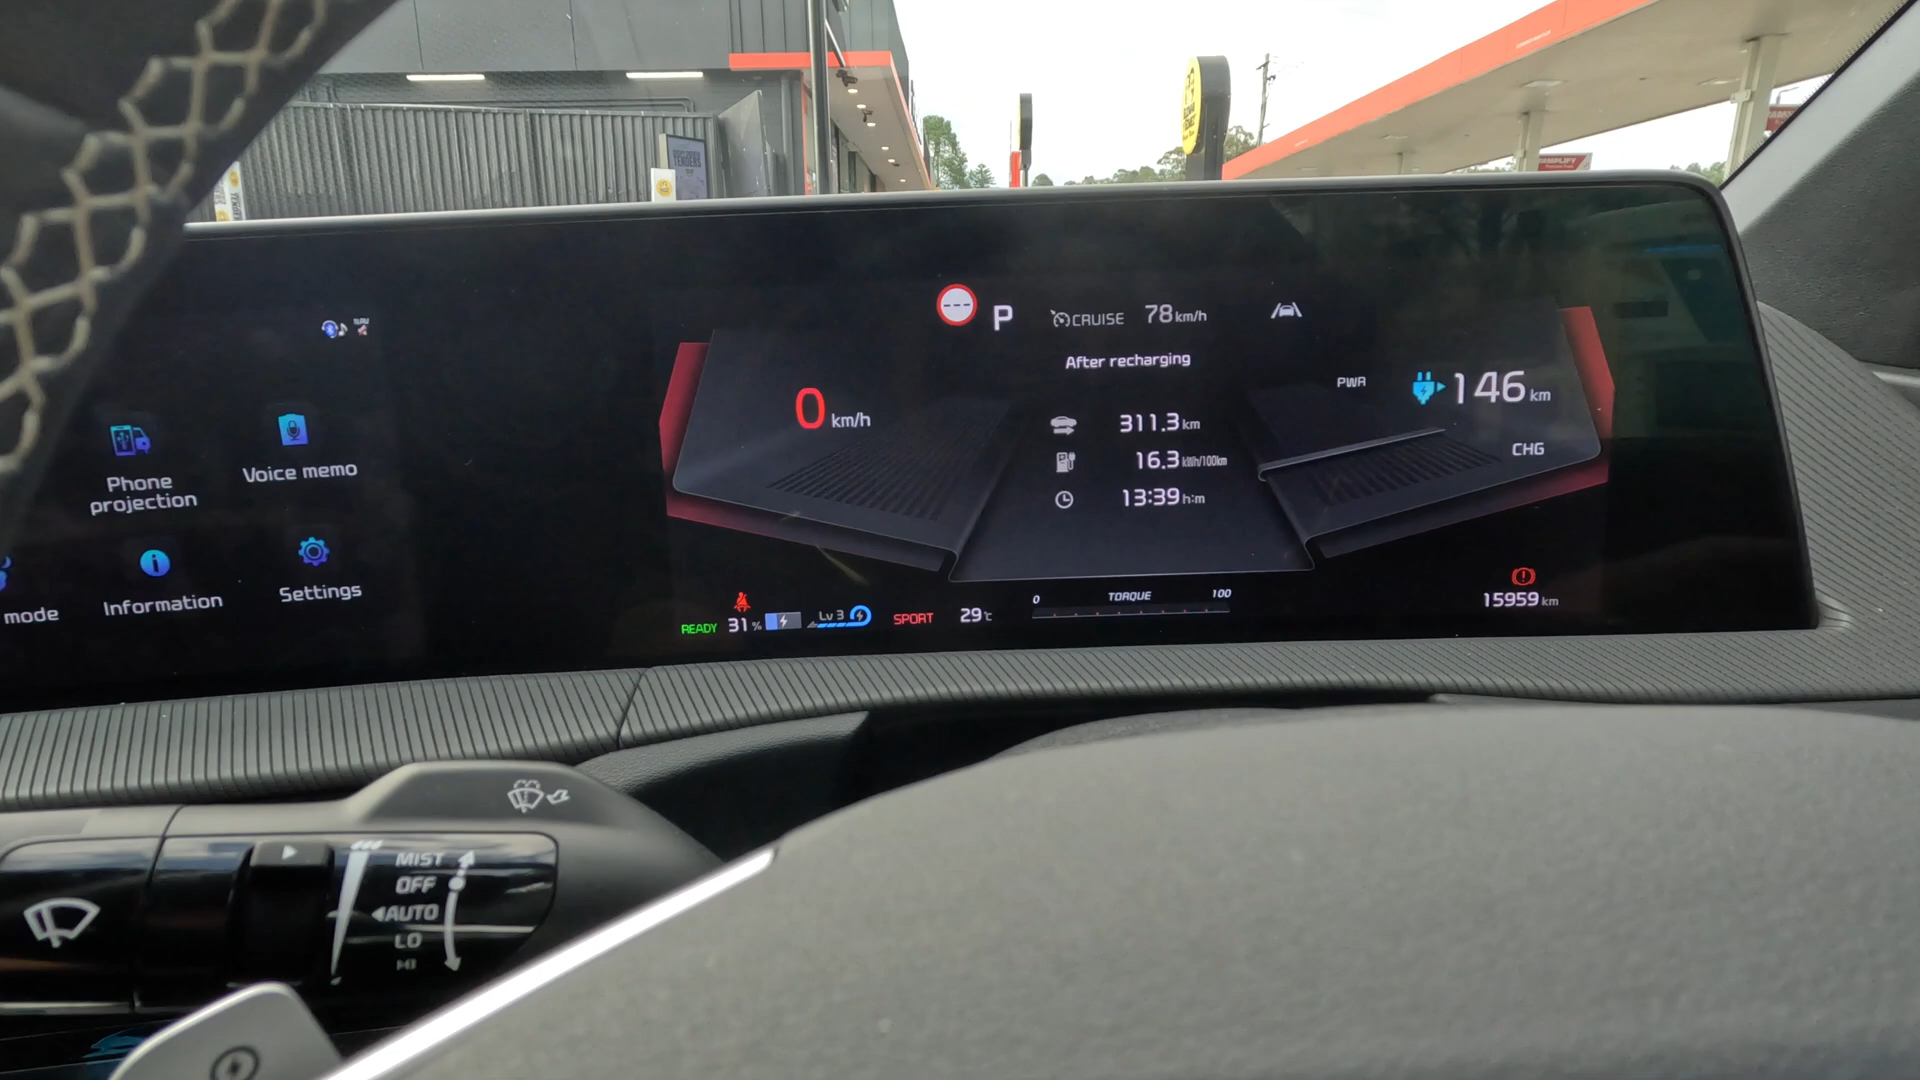 TENDERS
AMPLIFY
P
CRUISE 78 km/h
After recharging
PWR
146 km
0 km/h
311.3 km
16.3 kWh/100km
13:39 h:m
CHG
Phone
projection
Voice memo
mode
Information
Settings
READY 31%
Lv 3
SPORT
29°c
0 TORQUE 100
15959 km
MIST
OFF
AUTO
LO
HI